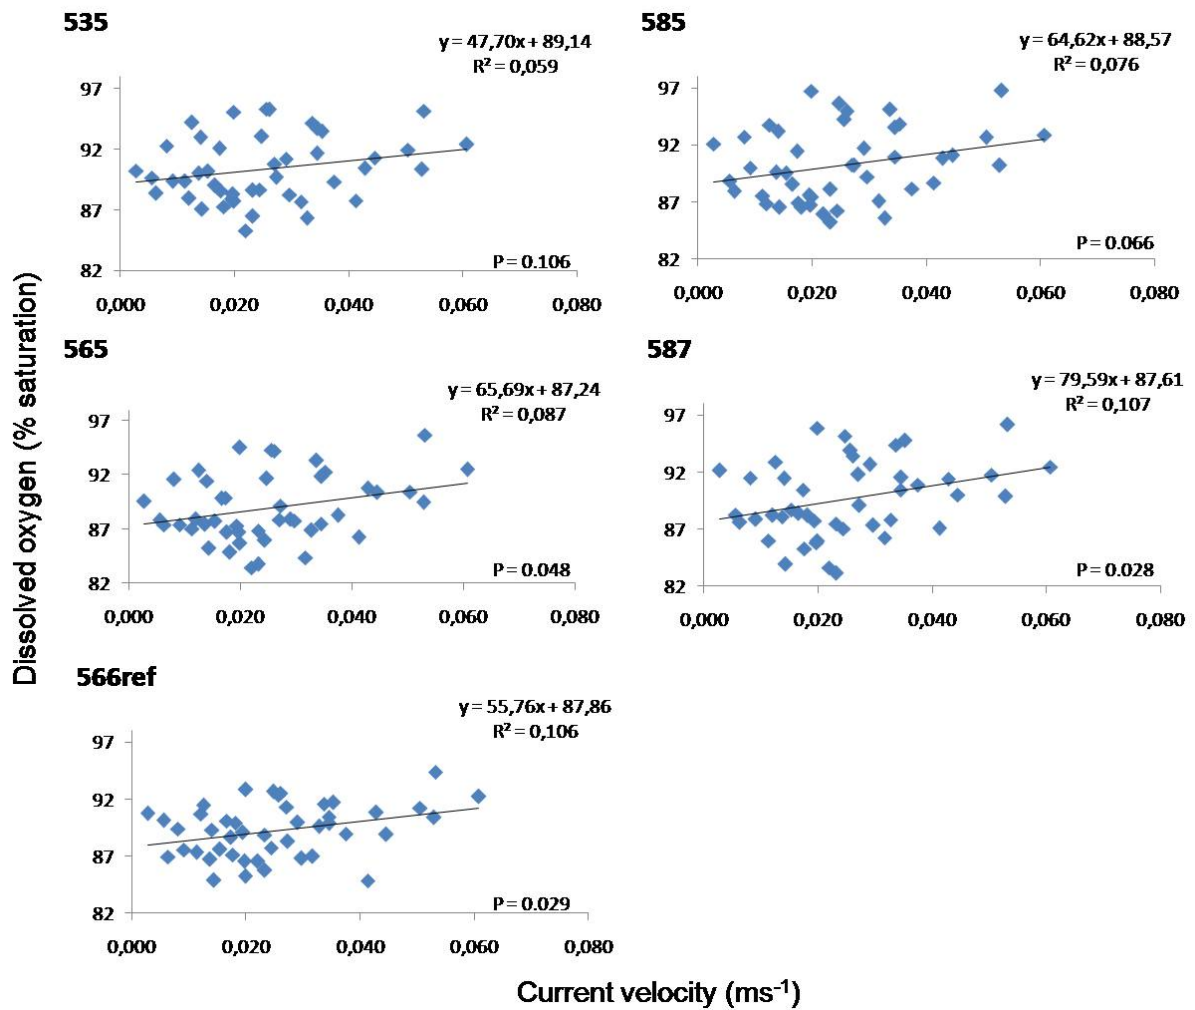 535
y = 47,70x + 89,14
R² = 0,059
97
92
87
82
P = 0.106
0,000 0,020 0,040 0,060 0,080
585
y = 64,62x + 88,57
R² = 0,076
97
92
87
82
P = 0.066
0,000 0,020 0,040 0,060 0,080
565
y = 65,69x + 87,24
R² = 0,087
97
92
87
82
P = 0.048
0,000 0,020 0,040 0,060 0,080
587
y = 79,59x + 87,61
R² = 0,107
97
92
87
82
P = 0.028
0,000 0,020 0,040 0,060 0,080
566ref
y = 55,76x + 87,86
R² = 0,106
97
92
87
82
P = 0.029
0,000 0,020 0,040 0,060 0,080
Dissolved oxygen (% saturation)
Current velocity (ms⁻¹)